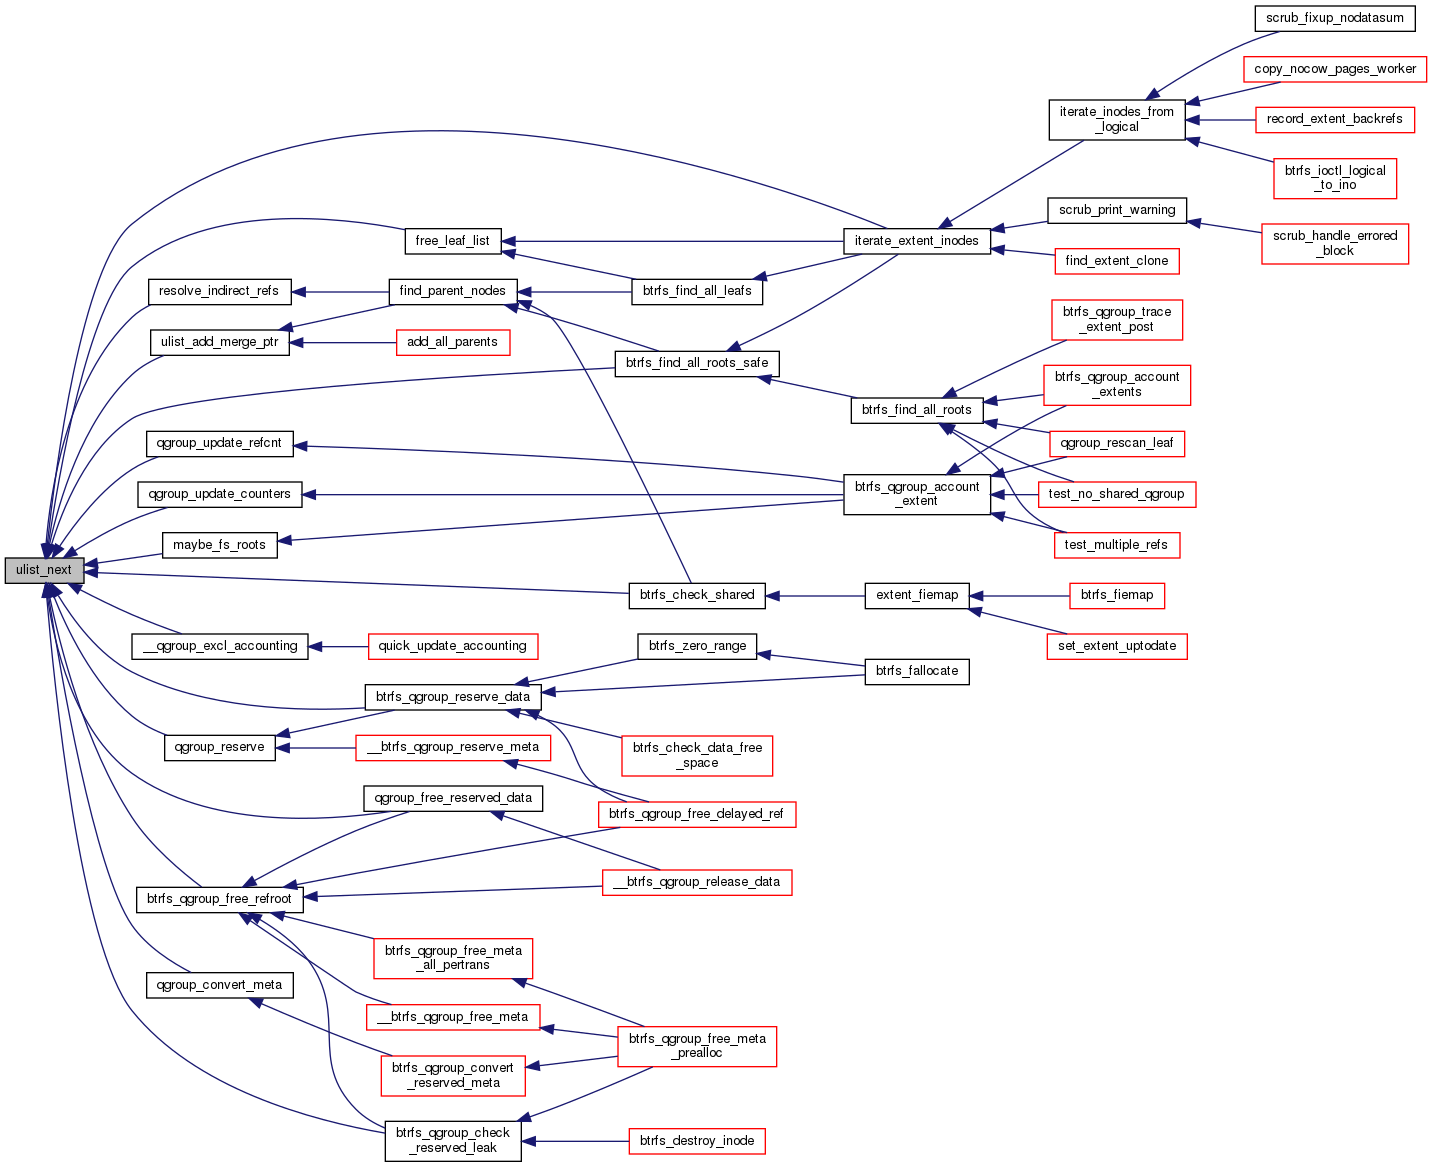 scrub_fixup_nodatasum
copy_nocow_pages_worker
iterate_inodes_from
_logical
record_extent_backrefs
btrfs_ioctl_logical
_to_ino
scrub_print_warning
scrub_handle_errored
_block
free_leaf_list
iterate_extent_inodes
find_extent_clone
resolve_indirect_refs
find_parent_nodes
btrfs_find_all_leafs
btrfs_qgroup_trace
_extent_post
ulist_add_merge_ptr
add_all_parents
btrfs_find_all_roots_safe
btrfs_qgroup_account
_extents
btrfs_find_all_roots
qgroup_update_refcnt
qgroup_rescan_leaf
qgroup_update_counters
btrfs_qgroup_account
_extent
test_no_shared_qgroup
maybe_fs_roots
test_multiple_refs
ulist_next
btrfs_check_shared
extent_fiemap
btrfs_fiemap
__qgroup_excl_accounting
quick_update_accounting
btrfs_zero_range
set_extent_uptodate
btrfs_fallocate
btrfs_qgroup_reserve_data
qgroup_reserve
__btrfs_qgroup_reserve_meta
btrfs_check_data_free
_space
qgroup_free_reserved_data
btrfs_qgroup_free_delayed_ref
__btrfs_qgroup_release_data
btrfs_qgroup_free_refroot
btrfs_qgroup_free_meta
_all_pertrans
qgroup_convert_meta
__btrfs_qgroup_free_meta
btrfs_qgroup_free_meta
_prealloc
btrfs_qgroup_convert
_reserved_meta
btrfs_qgroup_check
_reserved_leak
btrfs_destroy_inode